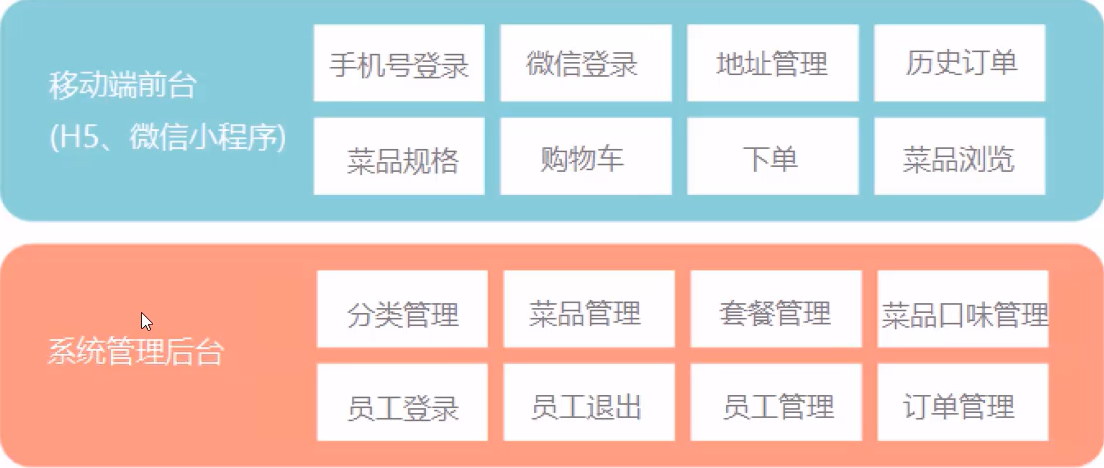 移动端前台
(H5、微信小程序)
手机号登录 微信登录 地址管理 历史订单
菜品规格 购物车 下单 菜品浏览
系统管理后台
分类管理 菜品管理 套餐管理 菜品口味管理
员工登录 员工退出 员工管理 订单管理